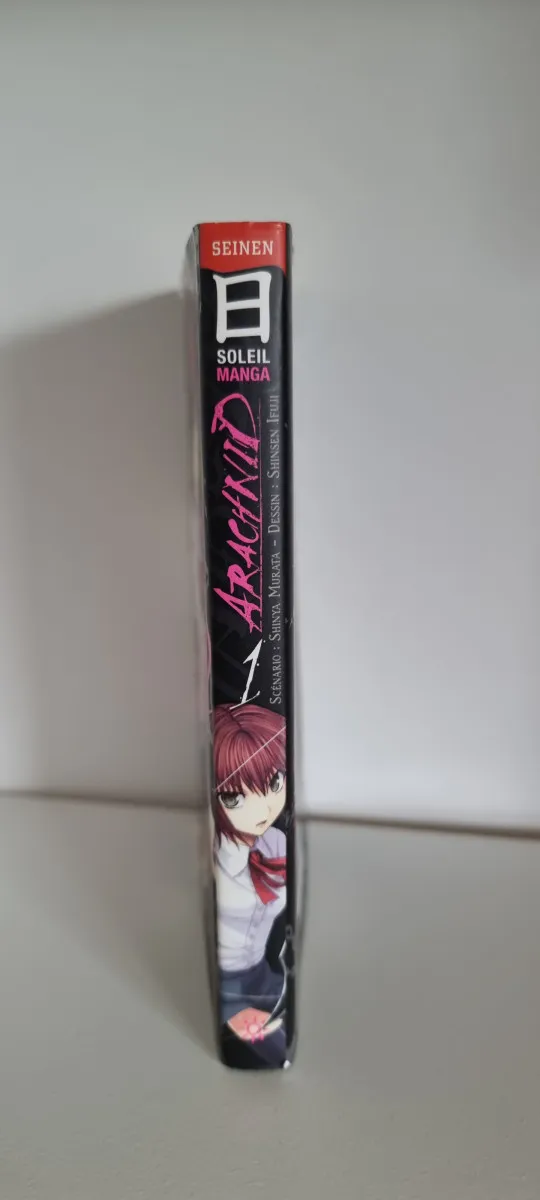 SEINEN
日
SOLEIL
MANGA
ARACHNID
Scénario : Shinya Murata - Dessin : Shinsen Ifuji
1